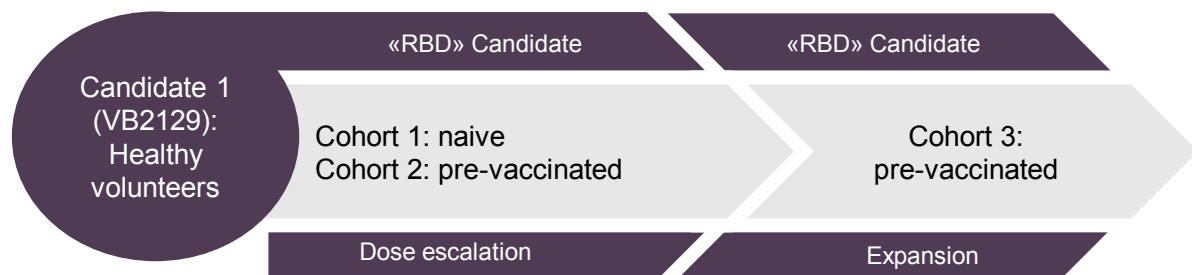 «RBD» Candidate
«RBD» Candidate
Candidate 1
(VB2129):
Healthy
volunteers
Cohort 1: naive
Cohort 2: pre-vaccinated
Cohort 3:
pre-vaccinated
Dose escalation
Expansion